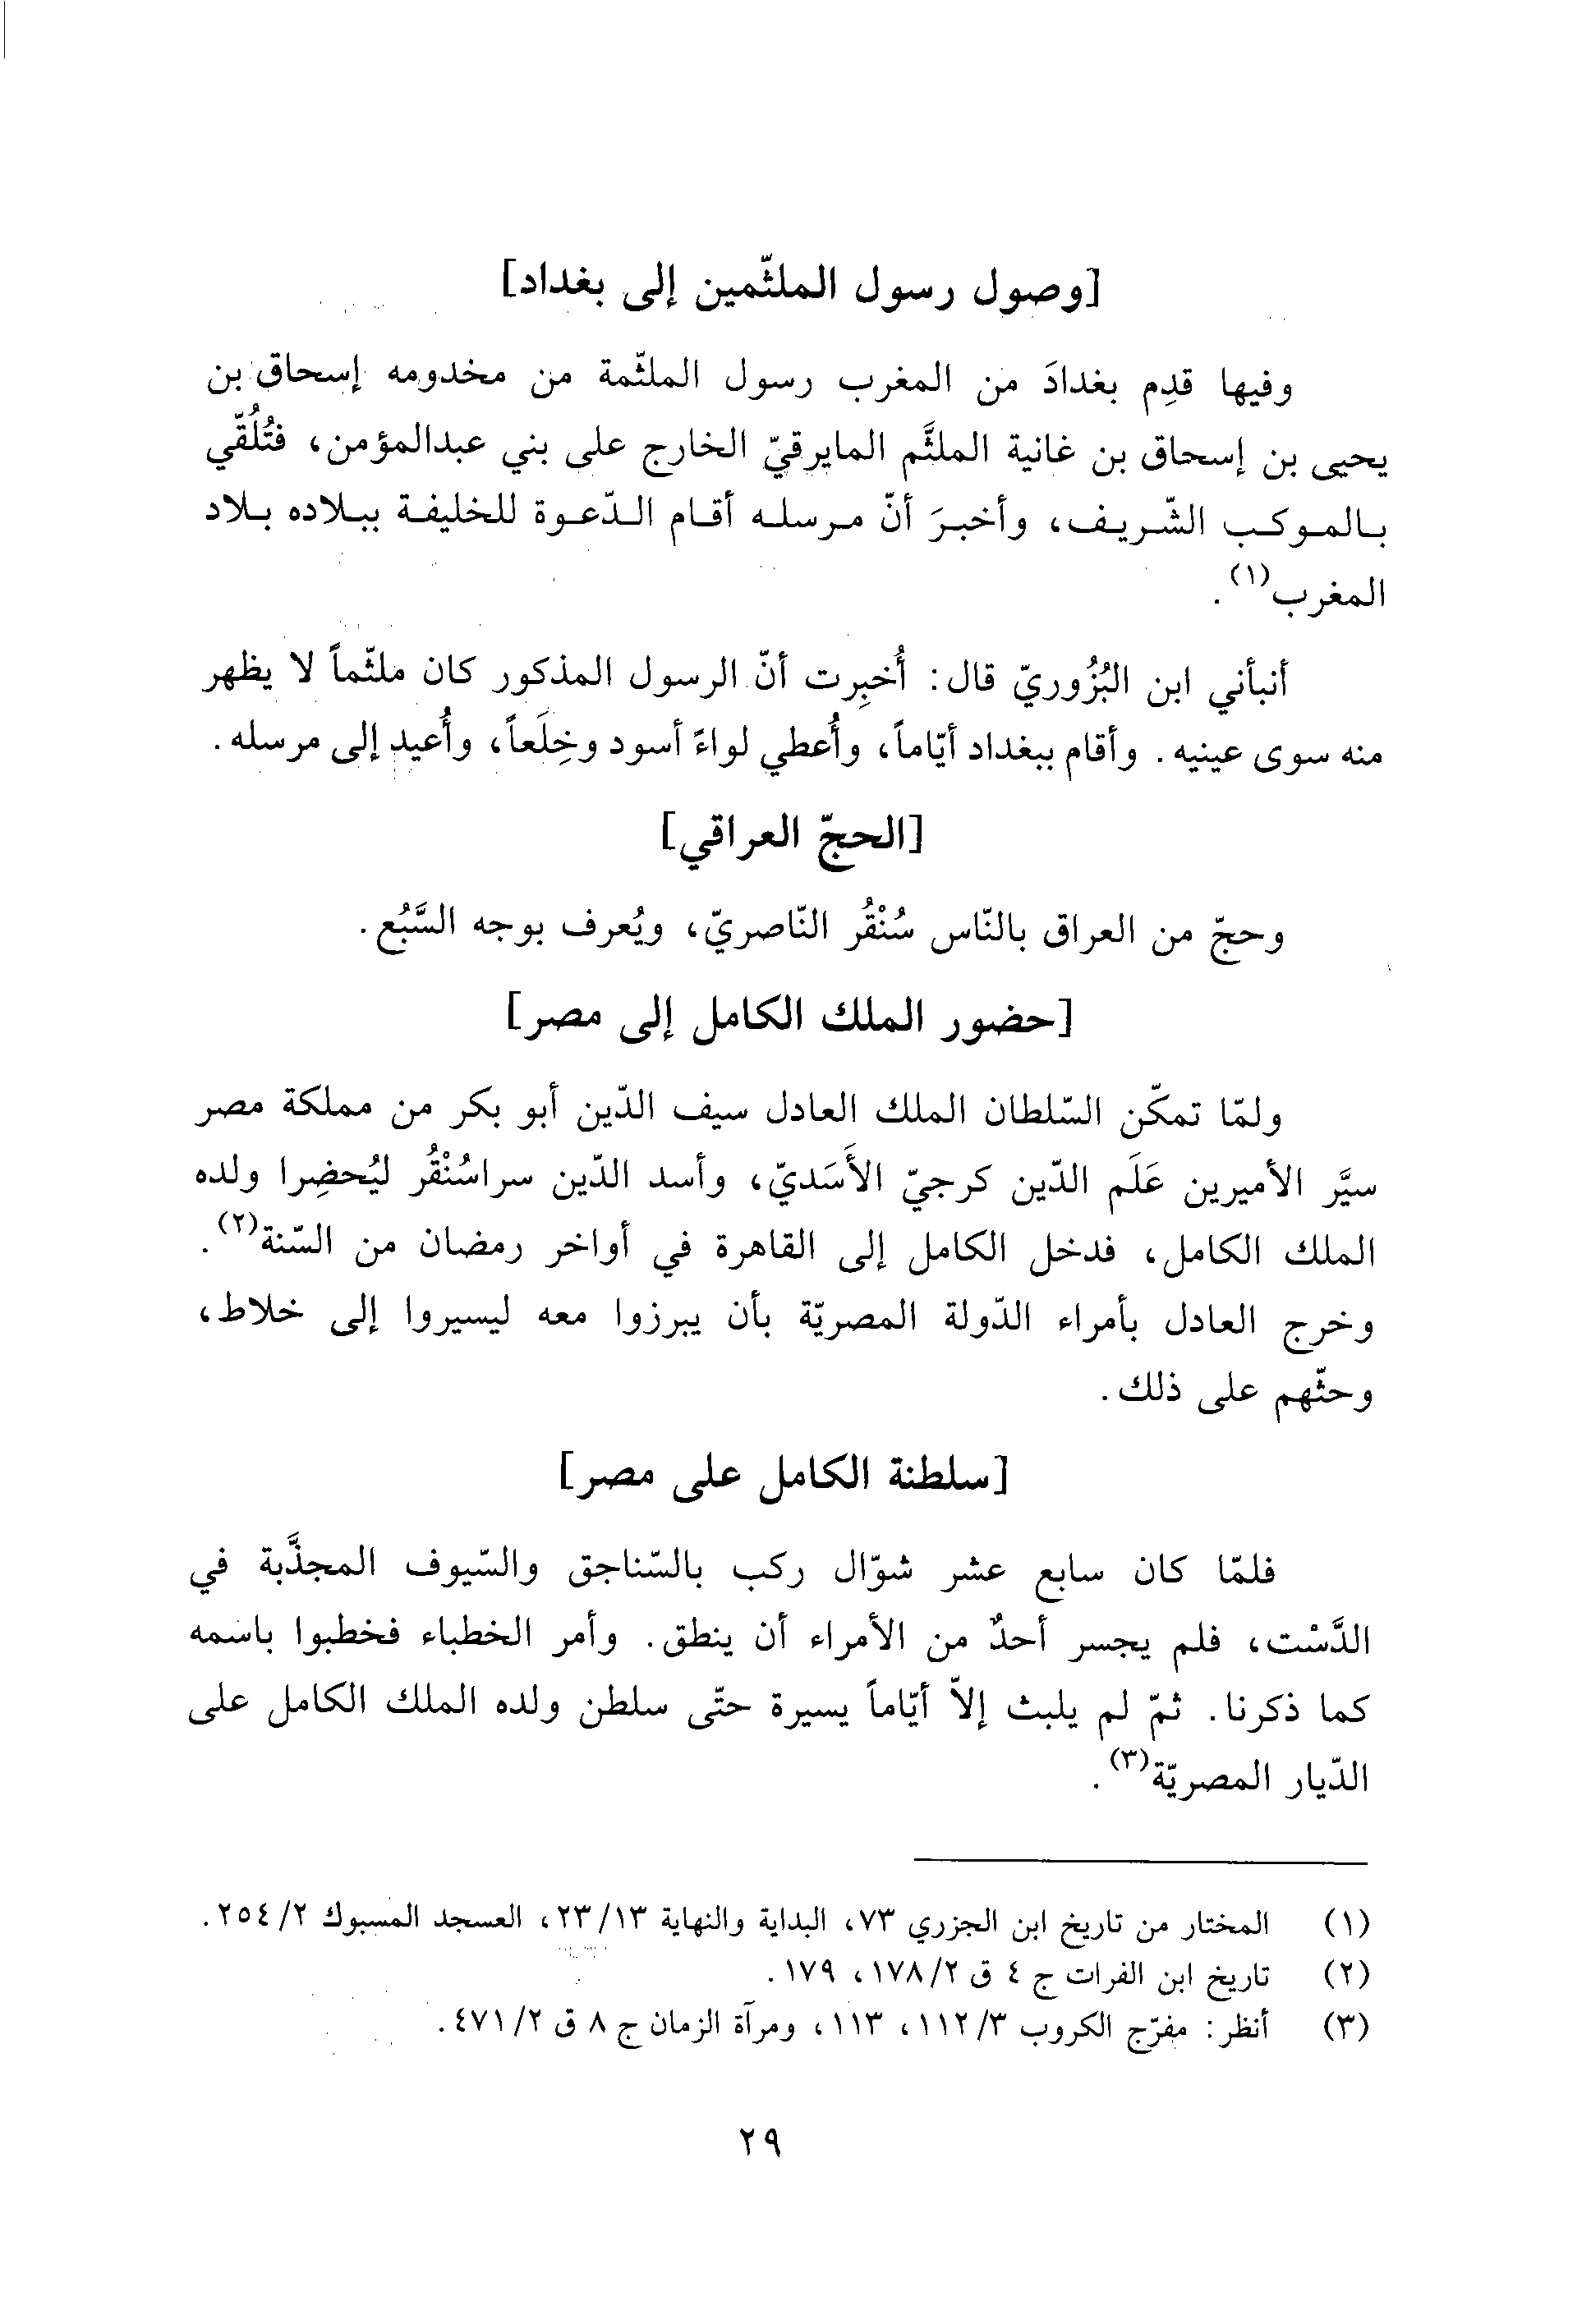 [وصول رسول الملثّمين إلى بغداد]
وفيها قدِم بغدادَ من المغرب رسول الملثّمة من مخدومه إسحاق بن
يحيى بن إسحاق بن غانية الملثَّم المايرقيّ الخارج على بني عبدالمؤمن، فتُلُقّي
بالموكب الشّريف، وأخبرَ أنّ مرسله أقام الدّعوة للخليفة ببلاده بلاد
المغرب(١).
أنبأني ابن البُزُوريّ قال: أُخبِرت أنّ الرسول المذكور كان ملثّماً لا يظهر
منه سوى عينيه. وأقام ببغداد أيّاماً، وأُعطي لواءً أسود وخِلَعاً، وأُعيد إلى مرسله.
[الحجّ العراقي]
وحجّ من العراق بالنّاس سُنْقُر النّاصريّ، ويُعرف بوجه السَّبُع.
[حضور الملك الكامل إلى مصر]
ولمّا تمكّن السّلطان الملك العادل سيف الدّين أبو بكر من مملكة مصر
سيَّر الأميرين عَلَم الدّين كرجيّ الأَسَديّ، وأسد الدّين سراسُنْقُر ليُحضِرا ولده
الملك الكامل، فدخل الكامل إلى القاهرة في أواخر رمضان من السّنة(٢).
وخرج العادل بأمراء الدّولة المصريّة بأن يبرزوا معه ليسيروا إلى خلاط،
وحثّهم على ذلك.
[سلطنة الكامل على مصر]
فلمّا كان سابع عشر شوّال ركب بالسّناجق والسّيوف المجذَّبة في
الدَّسْت، فلم يجسر أحدٌ من الأمراء أن ينطق. وأمر الخطباء فخطبوا باسمه
كما ذكرنا. ثمّ لم يلبث إلاّ أيّاماً يسيرة حتّى سلطن ولده الملك الكامل على
الدّيار المصريّة(٣).
(١) المختار من تاريخ ابن الجزري ٧٣، البداية والنهاية ٢٣/١٣، العسجد المسبوك ٢٥٤/٢.
(٢) تاريخ ابن الفرات ج ٤ ق ١٧٨/٢، ١٧٩.
(٣) أنظر: مفرّج الكروب ١١٢/٣، ١١٣، ومرآة الزمان ج ٨ ق ٤٧١/٢.
٢٩